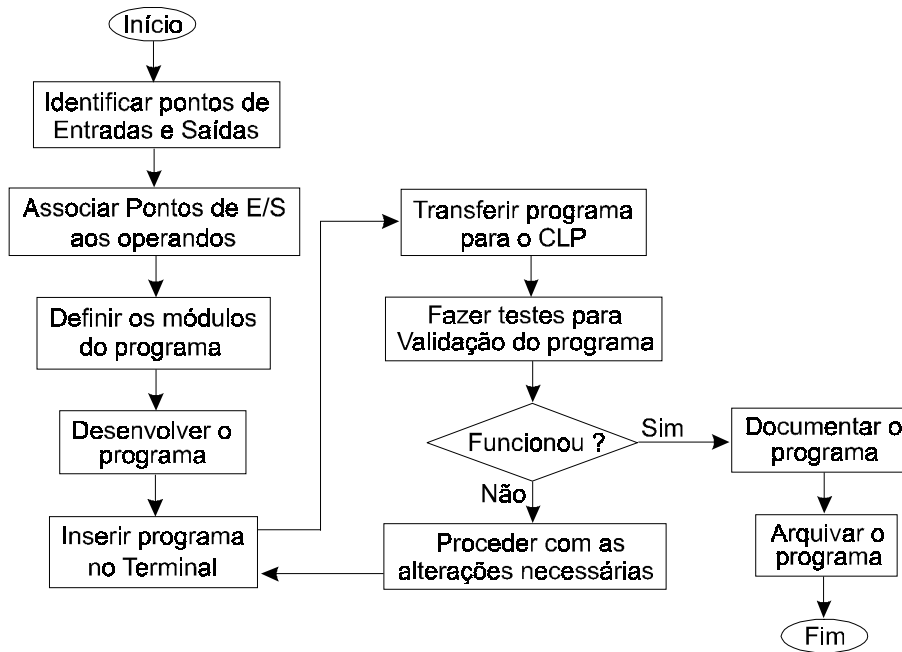 Início
Identificar pontos de
Entradas e Saídas
Associar Pontos de E/S
aos operandos
Definir os módulos
do programa
Desenvolver o
programa
Inserir programa
no Terminal
Transferir programa
para o CLP
Fazer testes para
Validação do programa
Funcionou ?
Sim
Não
Proceder com as
alterações necessárias
Documentar o
programa
Arquivar o
programa
Fim